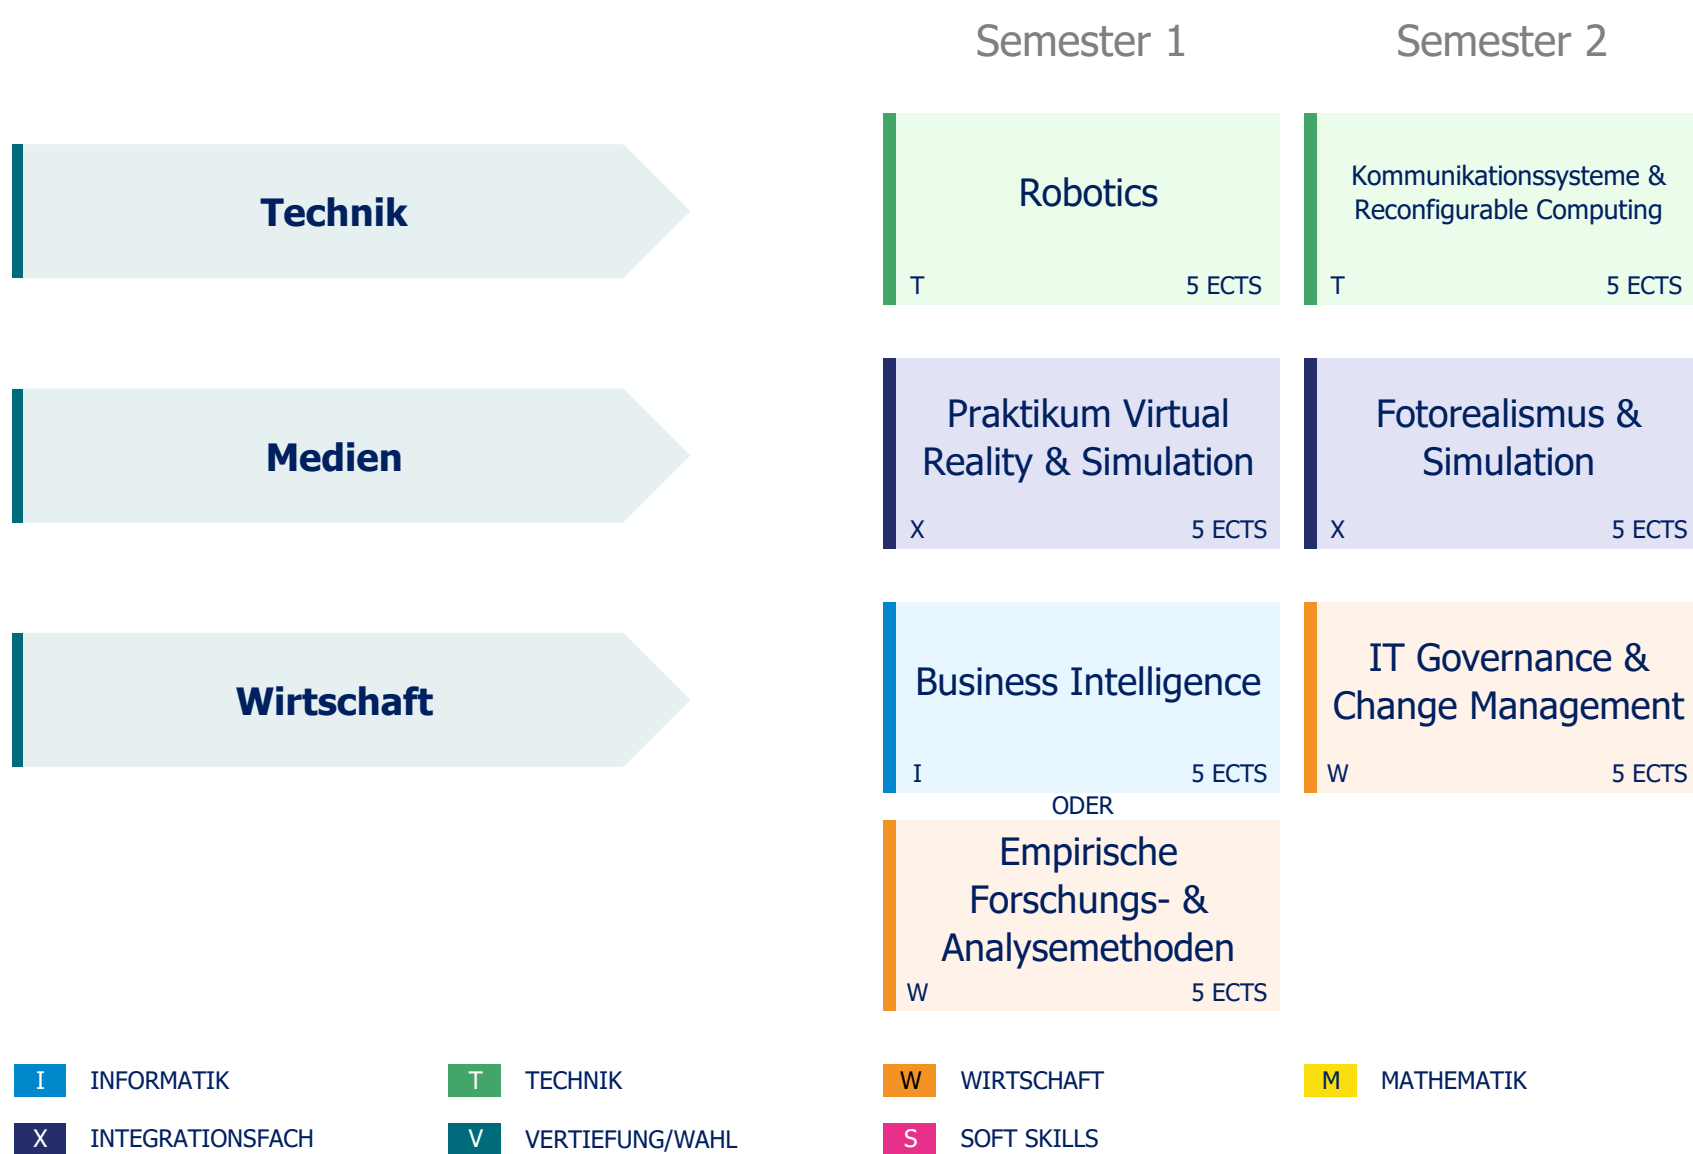 Semester 1
Semester 2
Technik
Robotics
T
5 ECTS
Kommunikationssysteme &
Reconfigurable Computing
T
5 ECTS
Medien
Praktikum Virtual
Reality & Simulation
X
5 ECTS
Fotorealismus &
Simulation
X
5 ECTS
Wirtschaft
Business Intelligence
I
5 ECTS
IT Governance &
Change Management
W
5 ECTS
ODER
Empirische
Forschungs- &
Analysemethoden
W
5 ECTS
I INFORMATIK
T TECHNIK
W WIRTSCHAFT
M MATHEMATIK
X INTEGRATIONSFACH
V VERTIEFUNG/WAHL
S SOFT SKILLS